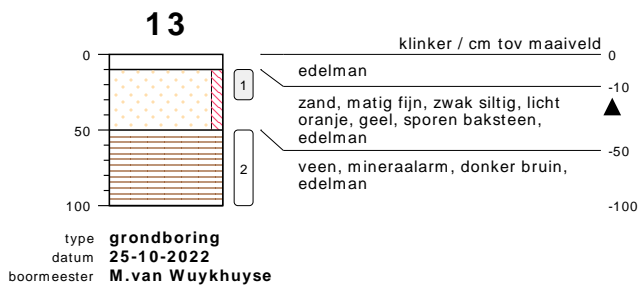 13
klinker / cm tov maaiveld
0
0
edelman
-10
1
zand, matig fijn, zwak siltig, licht
oranje, geel, sporen baksteen,
edelman
50
-50
2
veen, mineraalarm, donker bruin,
edelman
100
-100
type grondboring
datum 25-10-2022
boormeester M.van Wuykhuyse